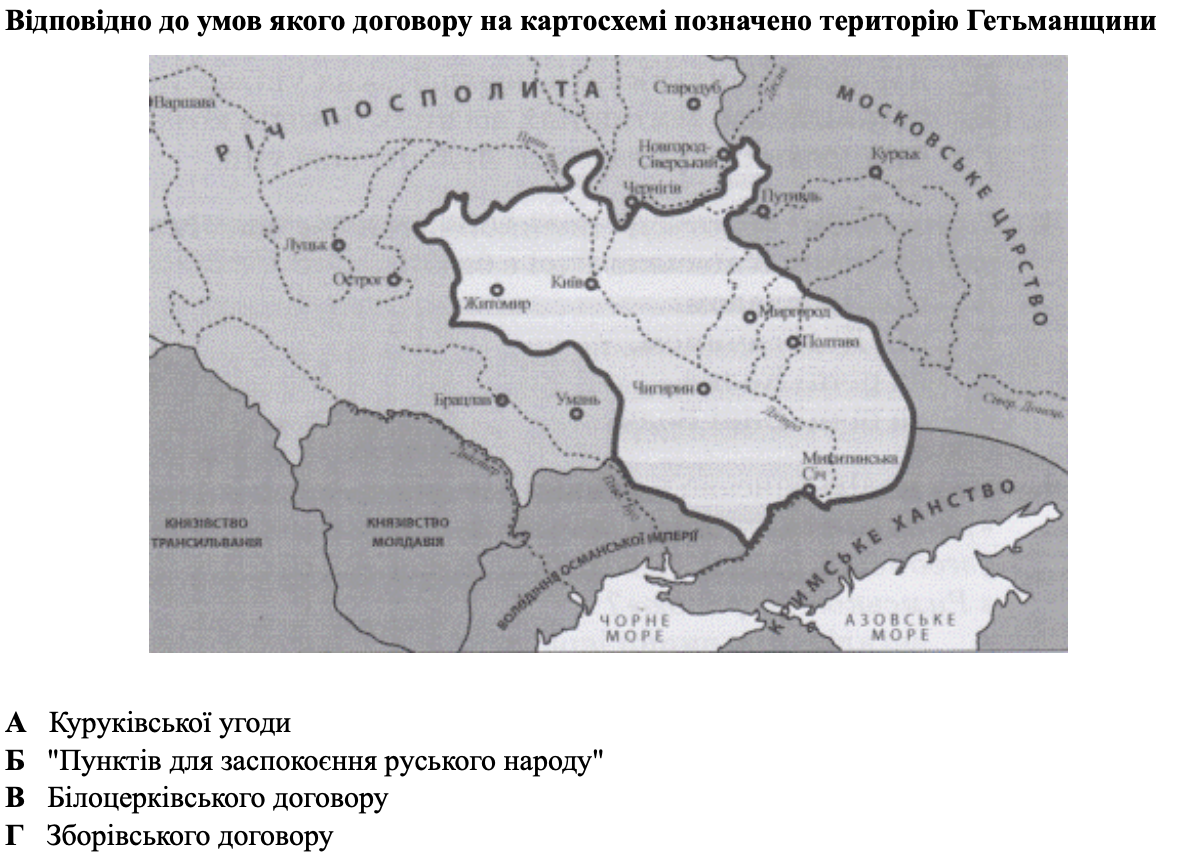 Відповідно до умов якого договору на картосхемі позначено територію Гетьманщини
РІЧ ПОСПОЛИТА
МОСКОВСЬКЕ ЦАРСТВО
Варшава
Стародуб
Десна
Новгород-
Сіверський
Курськ
Чернігів
Путивль
Луцьк
Острог
Київ
Житомир
Миргород
Полтава
Чигирин
Брацлав
Умань
Дніпро
Сівер. Донець
Дністер
Микитинська
Січ
КНЯЗІВСТВО
ТРАНСИЛЬВАНІЯ
КНЯЗІВСТВО
МОЛДАВІЯ
ВОЛОДІННЯ ОСМАНСЬКОЇ ІМПЕРІЇ
КРИМСЬКЕ ХАНСТВО
ЧОРНЕ
МОРЕ
АЗОВСЬКЕ
МОРЕ
А Куруківської угоди
Б "Пунктів для заспокоєння руського народу"
В Білоцерківського договору
Г Зборівського договору